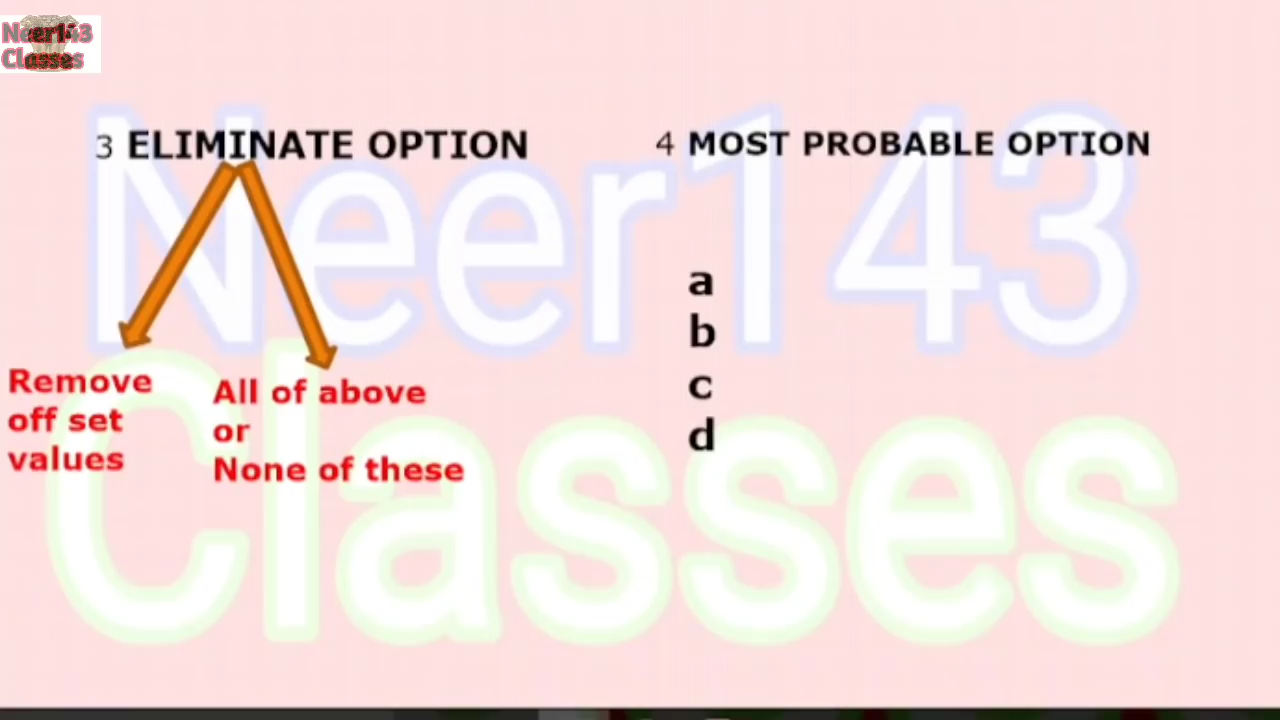 Neer143
Classes
3 ELIMINATE OPTION
Remove
off set
values
All of above
or
None of these
4 MOST PROBABLE OPTION
a
b
c
d
Neer143
Classes